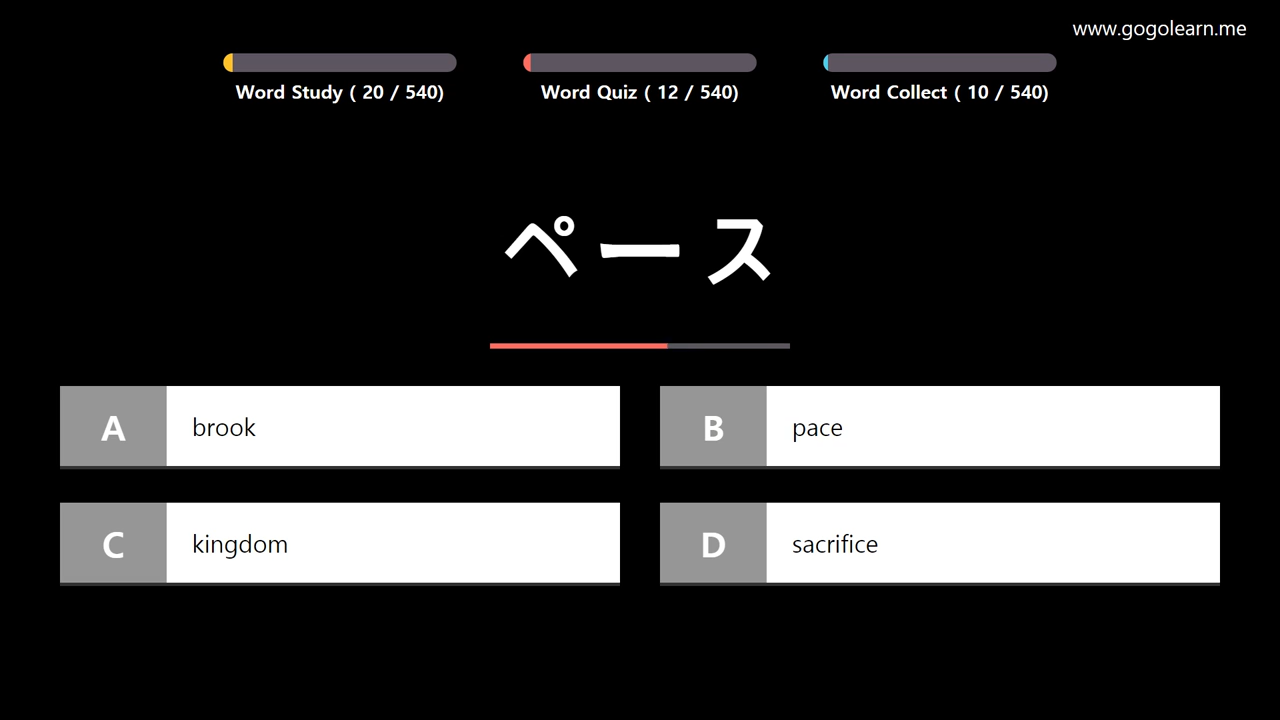 www.gogolearn.me
Word Study ( 20 / 540)
Word Quiz ( 12 / 540)
Word Collect ( 10 / 540)
ペース
A brook
B pace
C kingdom
D sacrifice